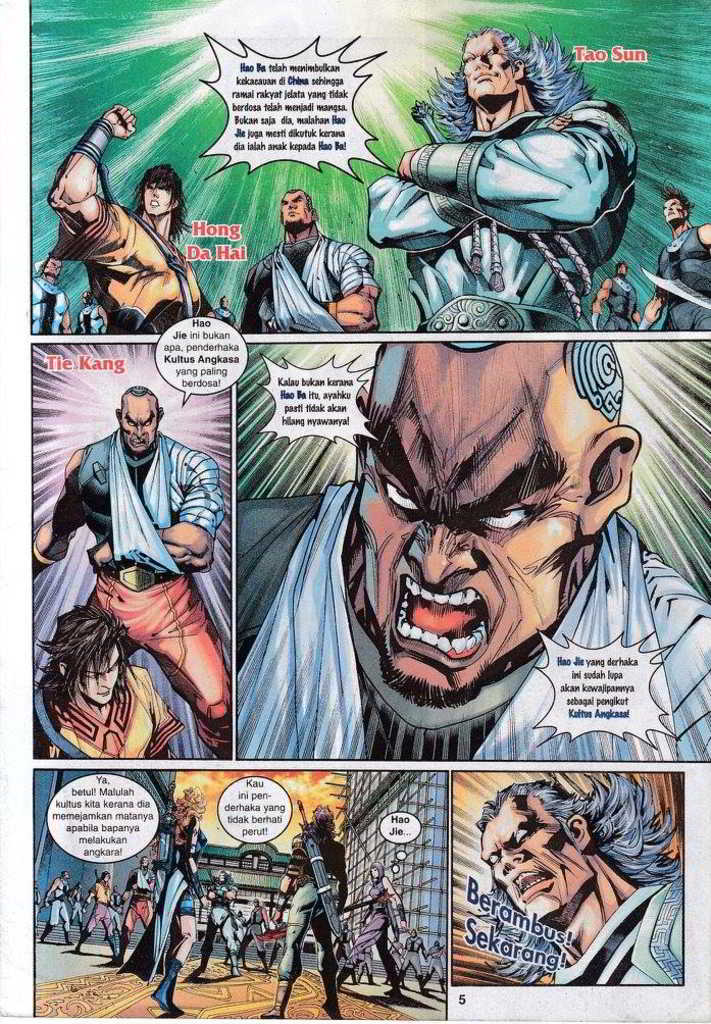 Tao Sun
Hao Ba telah menimbulkan
kekacauan di China sehingga
ramai rakyat jelata yang tidak
berdosa telah menjadi mangsa.
Bukan saja dia, malahan Hao
Jie juga mesti dikutuk kerana
dia ialah anak kepada Hao Ba!
Hong
Da Hai
Tie Kang
Hao
Jie ini bukan
apa, penderhaka
Kultus Angkasa
yang paling
berdosa!
Kalau bukan kerana
Hao Ba itu, ayahku
pasti tidak akan
hilang nyawanya!
Hao Jie yang derhaka
ini sudah lupa
akan kewajipannya
sebagai pengikut
Kultus Angkasa!
Ya,
betul! Malulah
kultus kita kerana dia
memejamkan matanya
apabila bapanya
melakukan
angkara!
Kau
ini pen-
derhaka yang
tidak berhati
perut!
Hao
Jie...
Berambus!
Sekarang!
5